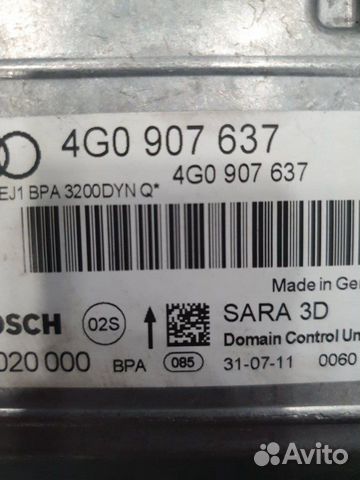 4G0 907 637
4G0 907 637
EJ1 BPA 3200DYN Q*
Made in Ger
OSCH 02S SARA 3D
Domain Control Un
020 000 BPA 085 31-07-11 0060
Avito